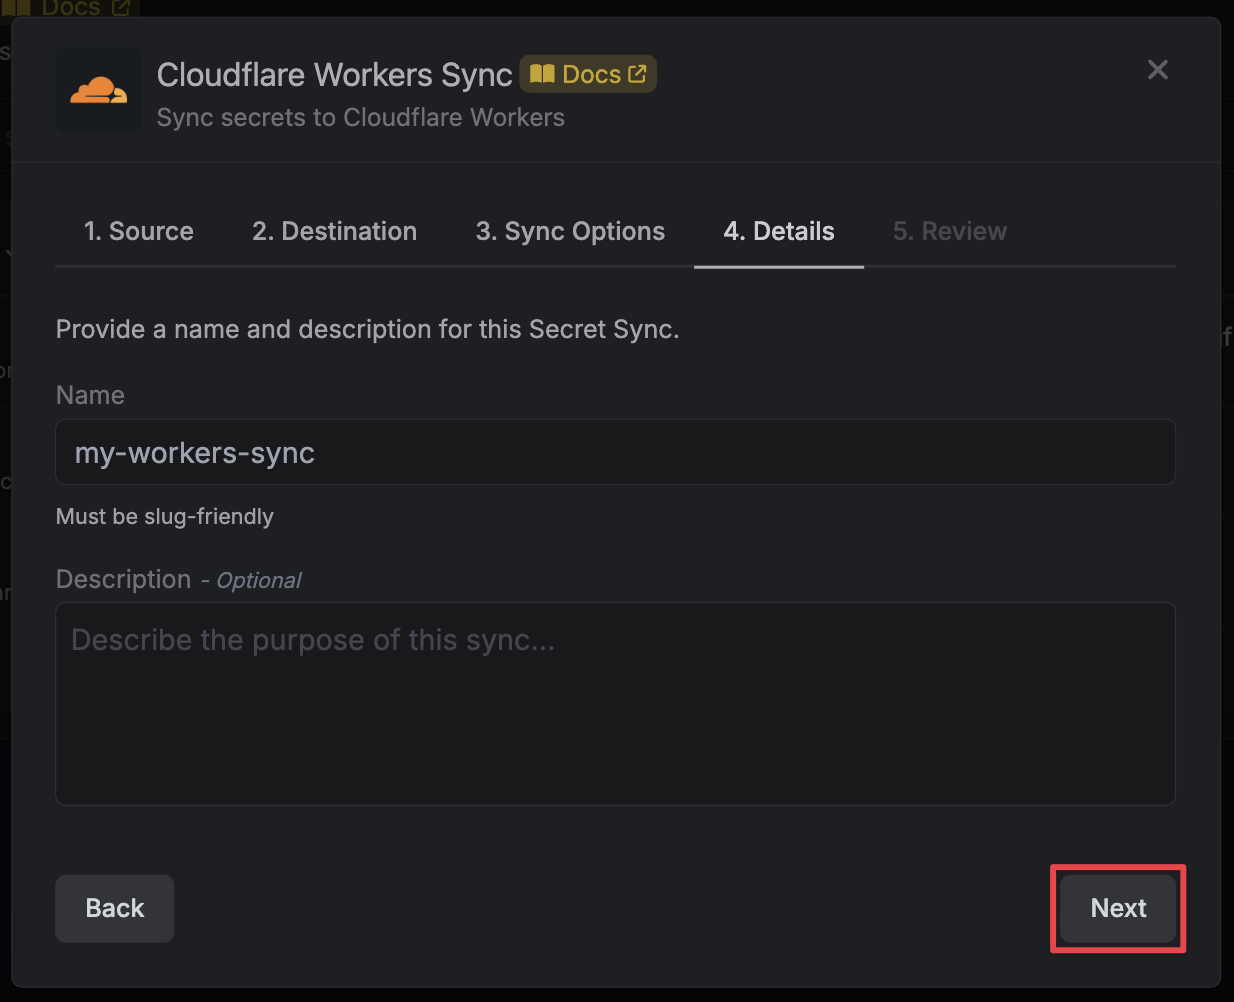 Docs
Cloudflare Workers Sync Docs
Sync secrets to Cloudflare Workers
1. Source 2. Destination 3. Sync Options 4. Details 5. Review
Provide a name and description for this Secret Sync.
Name
my-workers-sync
Must be slug-friendly
Description - Optional
Describe the purpose of this sync...
Back Next